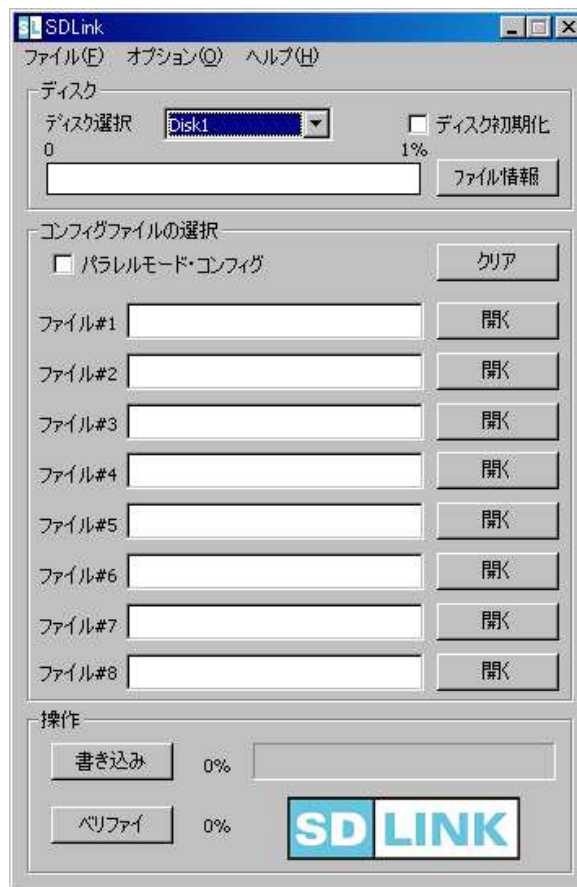 SL SDLink
ファイル(F) オプション(O) ヘルプ(H)
ディスク
ディスク選択 Disk1 ディスク初期化
0 1%
ファイル情報
コンフィグファイルの選択
パラレルモード・コンフィグ クリア
ファイル#1 開く
ファイル#2 開く
ファイル#3 開く
ファイル#4 開く
ファイル#5 開く
ファイル#6 開く
ファイル#7 開く
ファイル#8 開く
操作
書き込み 0%
ベリファイ 0% SD LINK